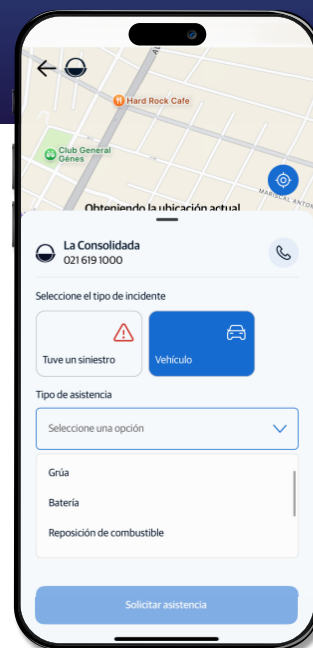 Hard Rock Cafe
Club General
Génes
MARISCAL ANTON
Obteniendo la ubicación actual
La Consolidada
021 619 1000
Seleccione el tipo de incidente
Tuve un siniestro
Vehículo
Tipo de asistencia
Seleccione una opción
Grúa
Batería
Reposición de combustible
Solicitar asistencia